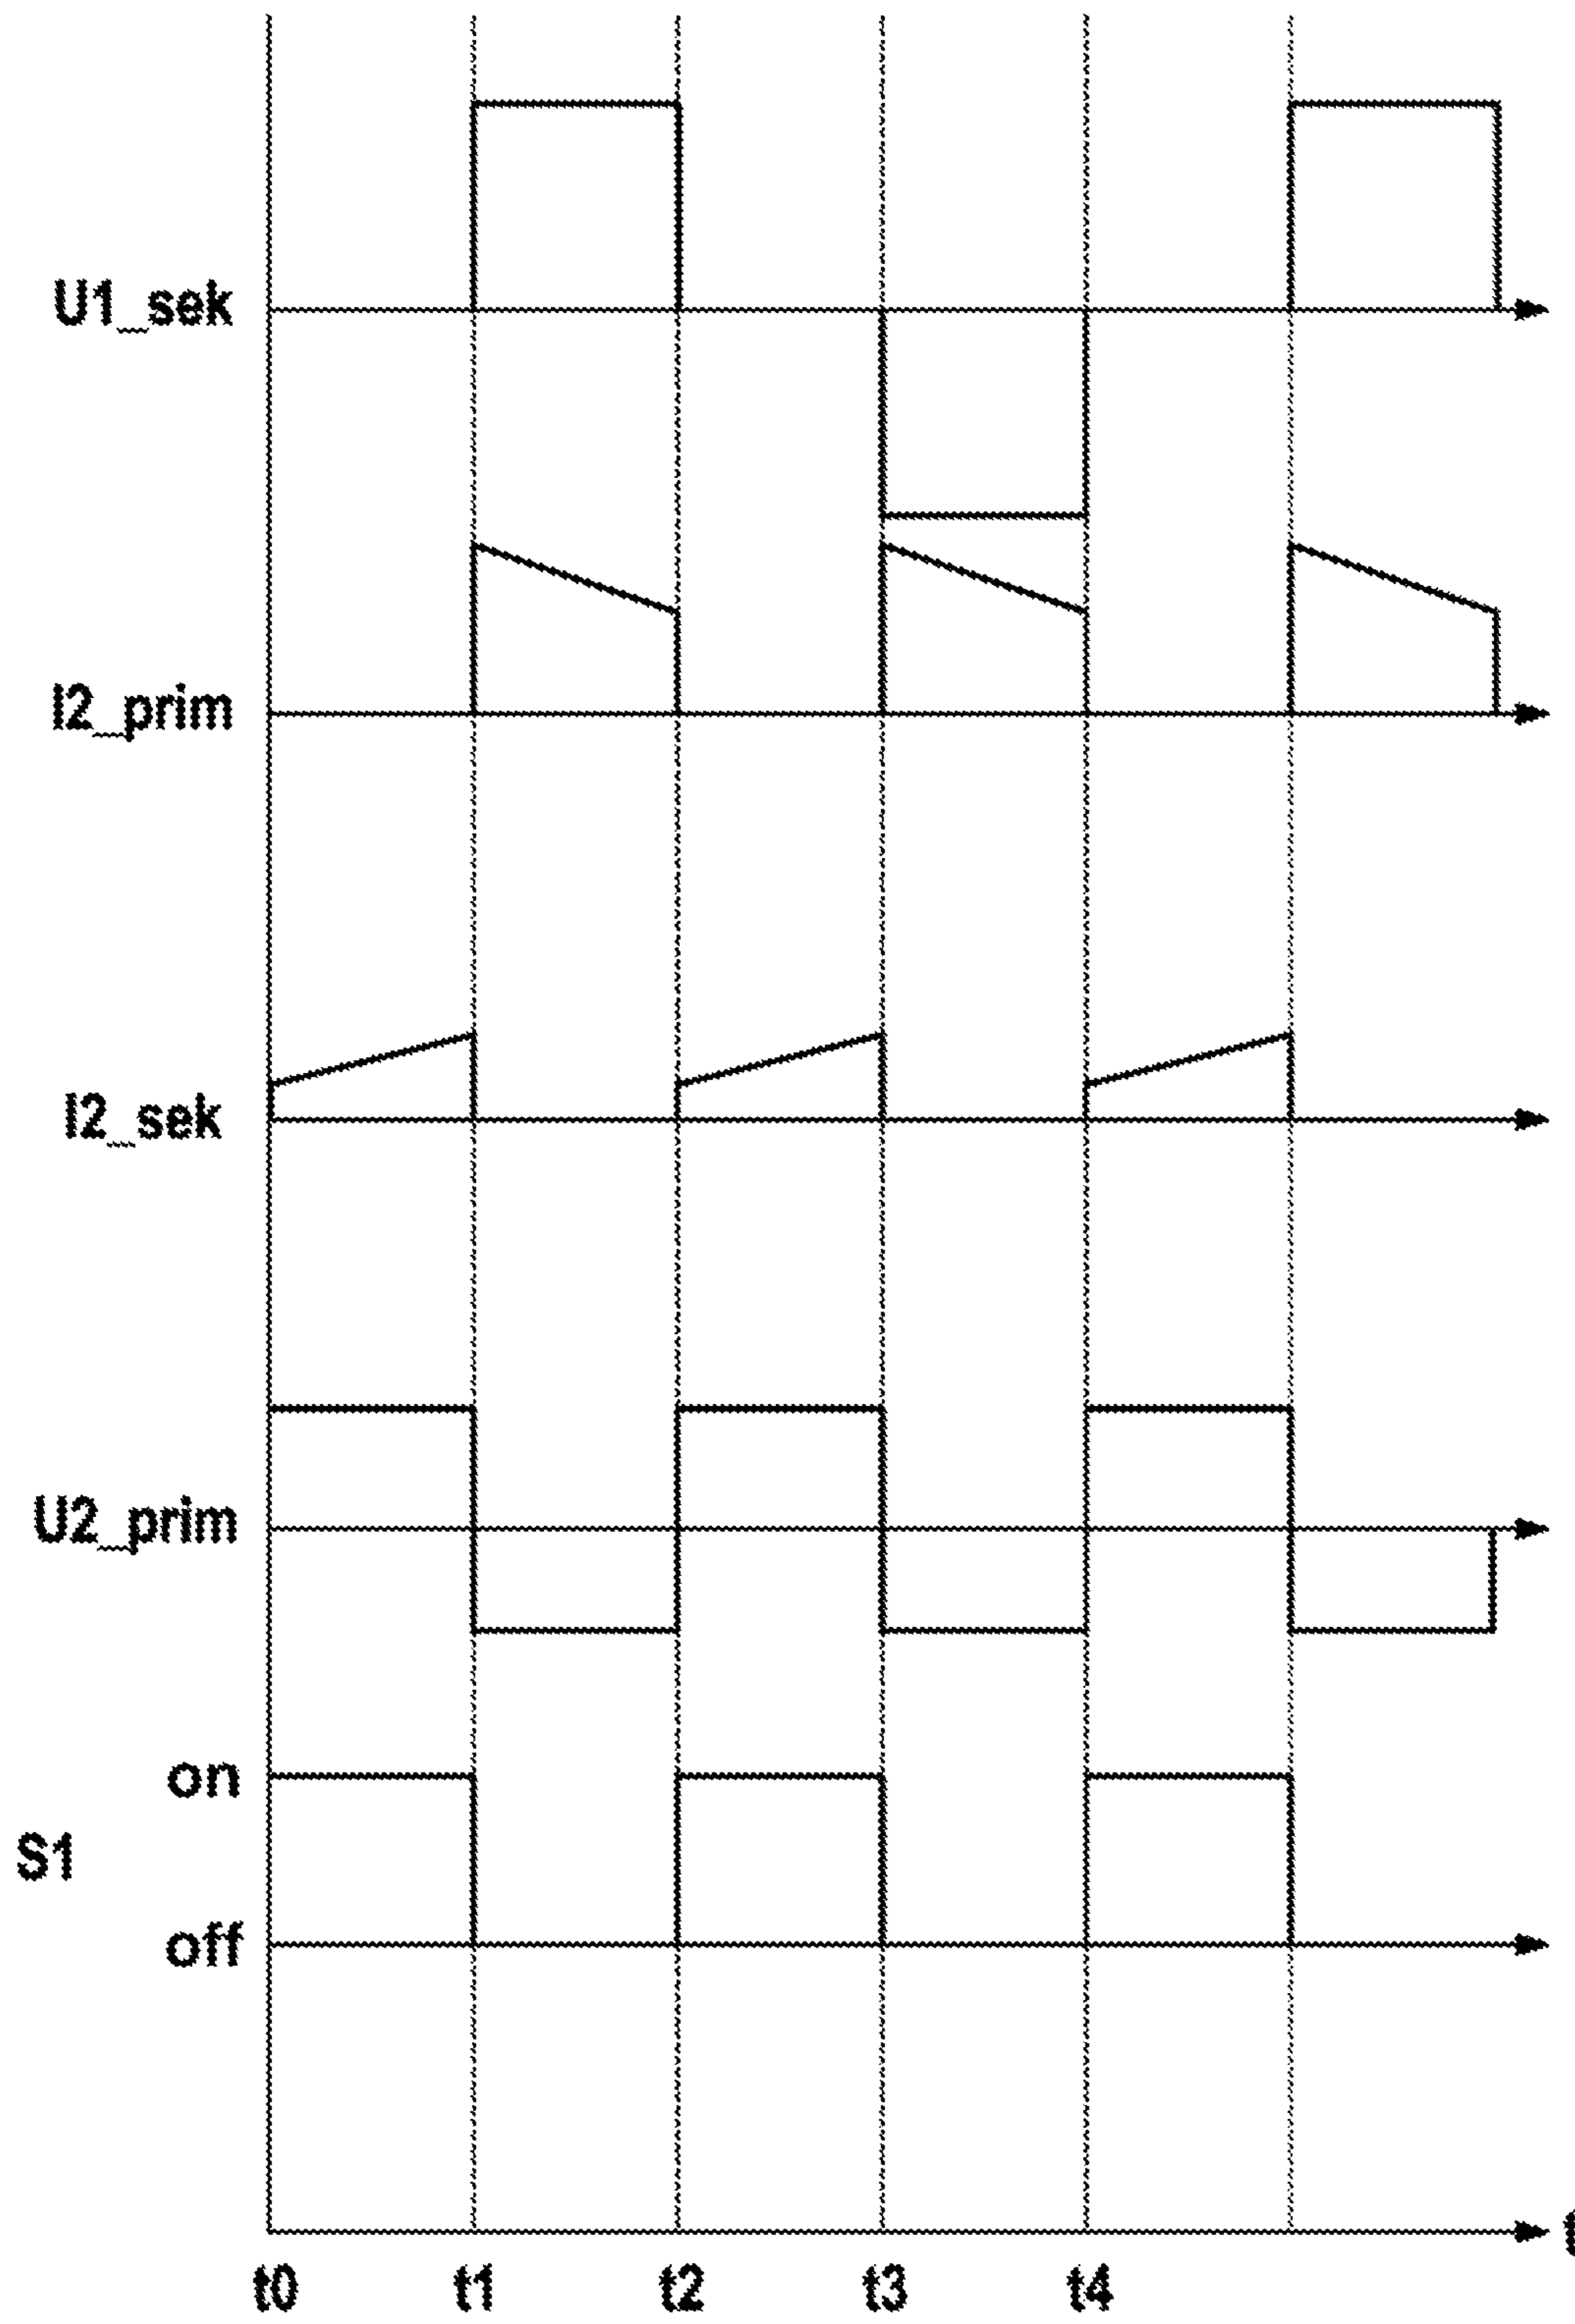 U1_sek
I2_prim
I2_sek
U2_prim
on
S1
off
t
t0 t1 t2 t3 t4